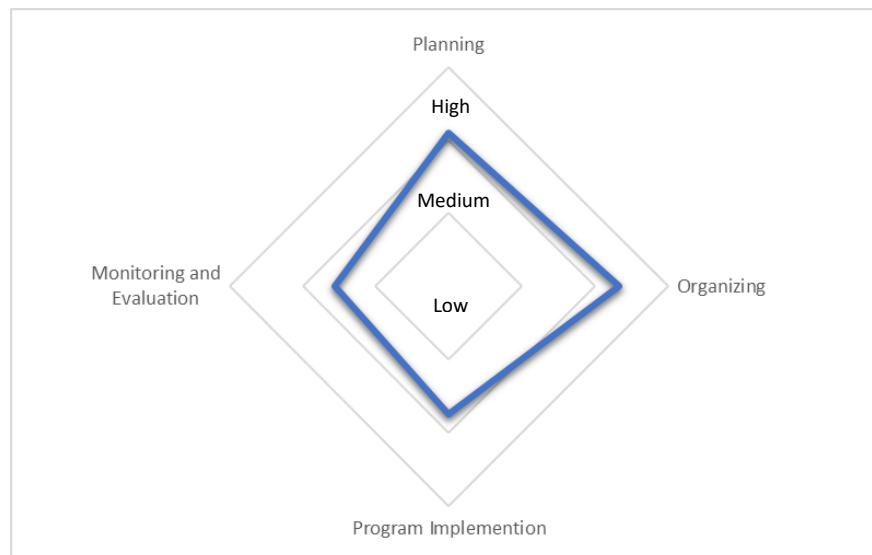 Planning
High
Medium
Monitoring and
Evaluation
Organizing
Low
Program Implemention